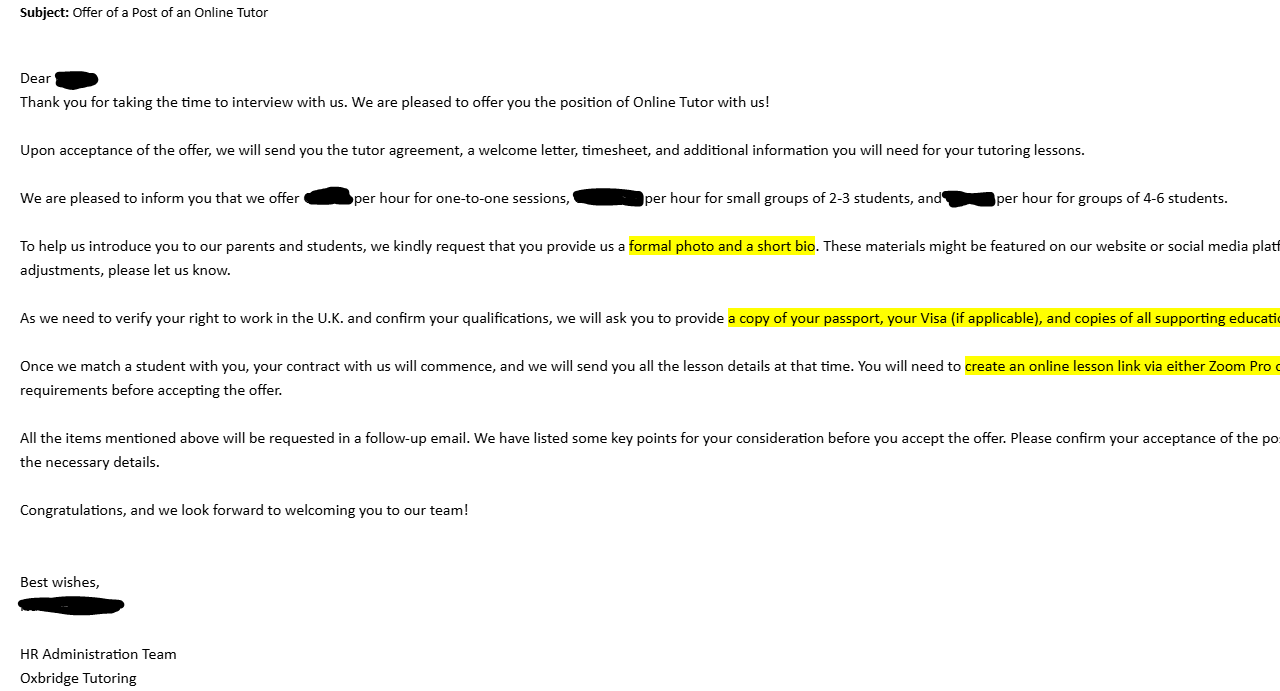 Subject: Offer of a Post of an Online Tutor
Dear
Thank you for taking the time to interview with us. We are pleased to offer you the position of Online Tutor with us!
Upon acceptance of the offer, we will send you the tutor agreement, a welcome letter, timesheet, and additional information you will need for your tutoring lessons.
We are pleased to inform you that we offer per hour for one-to-one sessions, per hour for small groups of 2-3 students, and per hour for groups of 4-6 students.
To help us introduce you to our parents and students, we kindly request that you provide us a formal photo and a short bio. These materials might be featured on our website or social media
adjustments, please let us know.
As we need to verify your right to work in the U.K. and confirm your qualifications, we will ask you to provide a copy of your passport, your Visa (if applicable), and copies of all supporting
Once we match a student with you, your contract with us will commence, and we will send you all the lesson details at that time. You will need to create an online lesson link via either Zoom Pro
requirements before accepting the offer.
All the items mentioned above will be requested in a follow-up email. We have listed some key points for your consideration before you accept the offer. Please confirm your acceptance of the
the necessary details.
Congratulations, and we look forward to welcoming you to our team!
Best wishes,
HR Administration Team
Oxbridge Tutoring